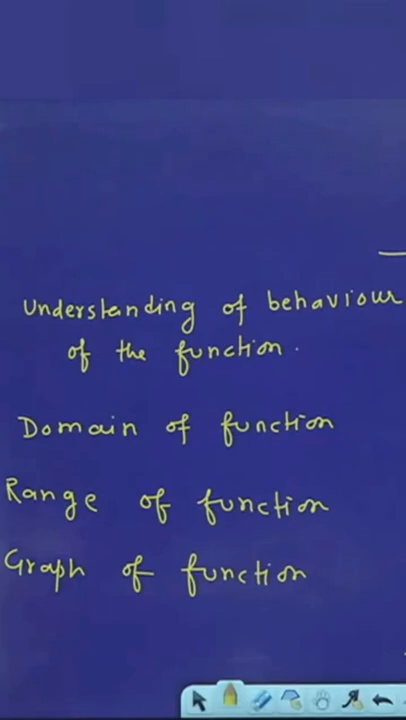 Understanding of behaviour
of the function.
Domain of function
Range of function
Graph of function